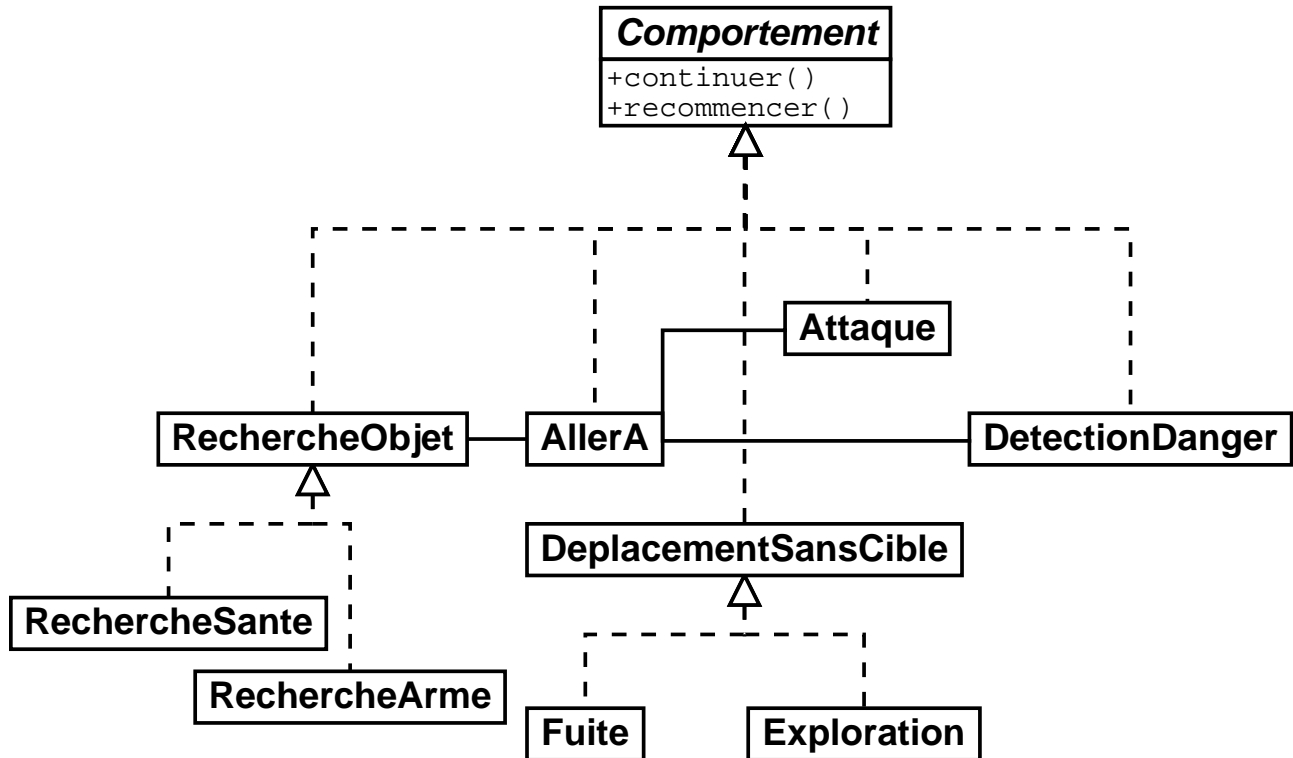 Comportement
+continuer()
+recommencer()
Attaque
RechercheObjet
AllerA
DetectionDanger
DeplacementSansCible
RechercheSante
RechercheArme
Fuite
Exploration